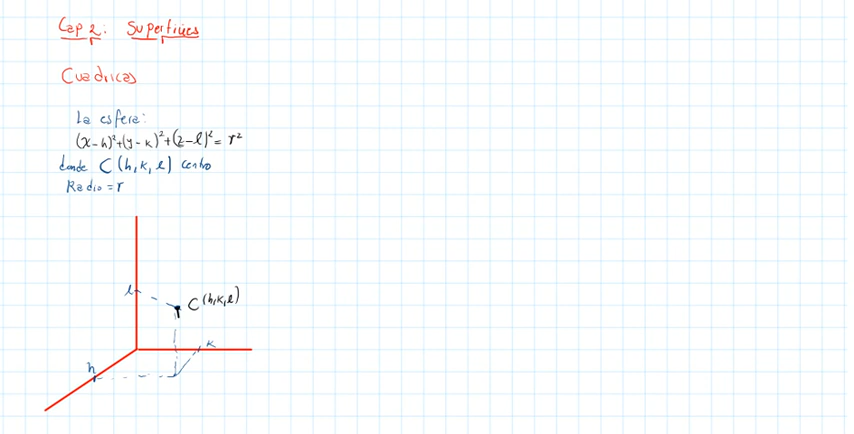 Cap 2: Superficies
Cuadricas
La esfera:
(x-h)²+(y-k)²+(z-l)²= r²
donde C(h,k,l) centro
Radio = r
l
C(h,k,l)
k
h